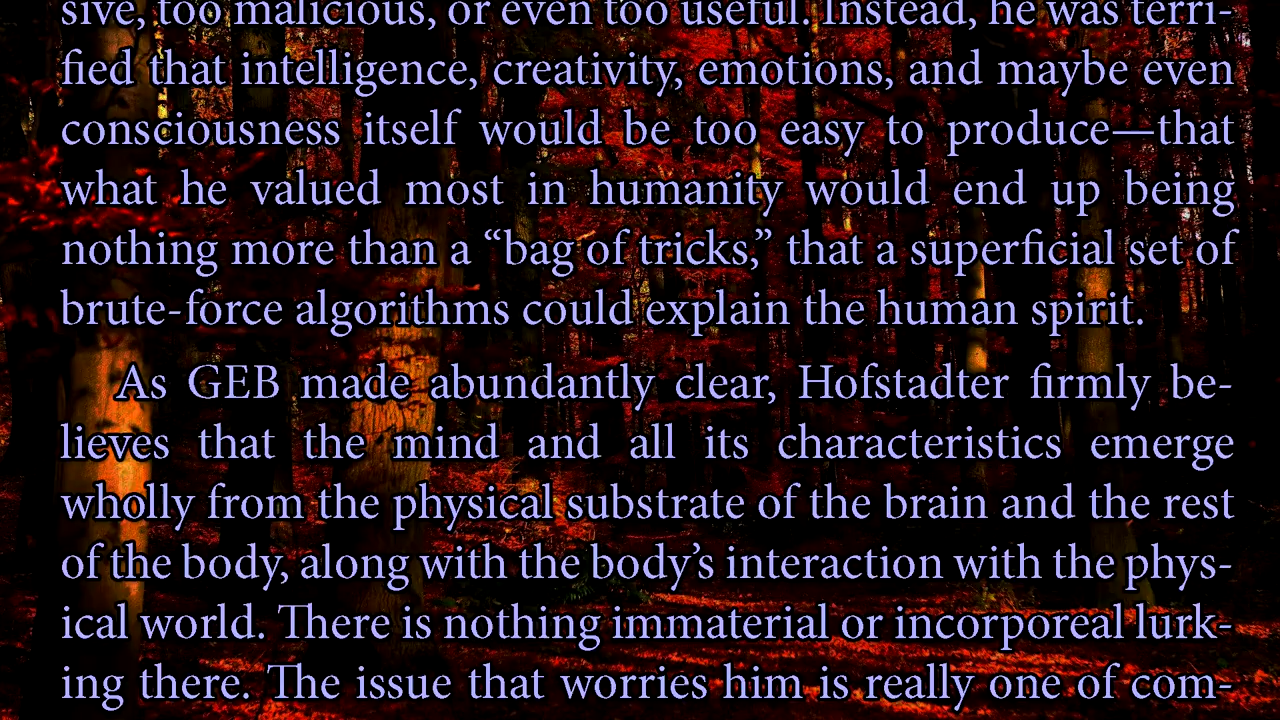 sive, too malicious, or even too useful. Instead, he was terri-
fied that intelligence, creativity, emotions, and maybe even
consciousness itself would be too easy to produce—that
what he valued most in humanity would end up being
nothing more than a “bag of tricks,” that a superficial set of
brute-force algorithms could explain the human spirit.
As GEB made abundantly clear, Hofstadter firmly be-
lieves that the mind and all its characteristics emerge
wholly from the physical substrate of the brain and the rest
of the body, along with the body’s interaction with the phys-
ical world. There is nothing immaterial or incorporeal lurk-
ing there. The issue that worries him is really one of com-